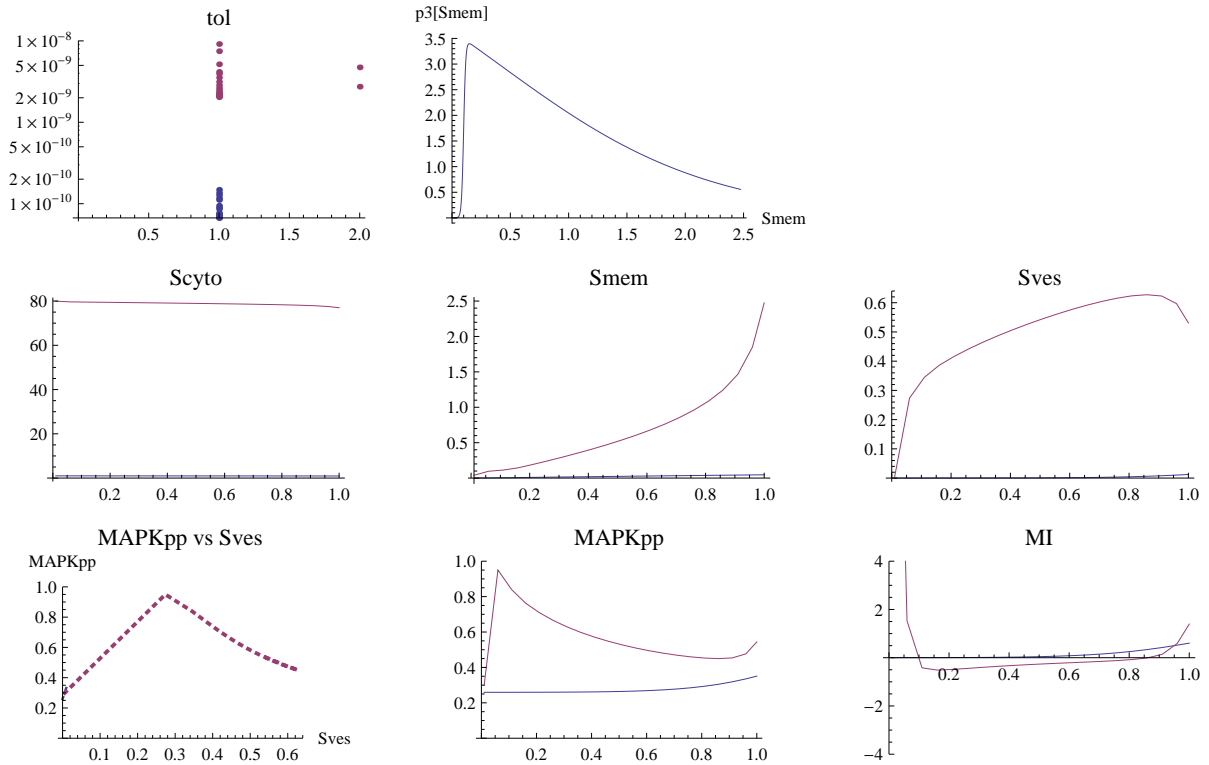 tol
1×10⁻⁸
5×10⁻⁹
2×10⁻⁹
1×10⁻⁹
5×10⁻¹⁰
2×10⁻¹⁰
1×10⁻¹⁰
0.5 1.0 1.5 2.0
p3[Smem]
3.5
3.0
2.5
2.0
1.5
1.0
0.5
0.5 1.0 1.5 2.0 2.5
Smem
Scyto
80
60
40
20
0.2 0.4 0.6 0.8 1.0
Smem
2.5
2.0
1.5
1.0
0.5
0.2 0.4 0.6 0.8 1.0
Sves
0.6
0.5
0.4
0.3
0.2
0.1
0.2 0.4 0.6 0.8 1.0
MAPKpp vs Sves
MAPKpp
1.0
0.8
0.6
0.4
0.2
0.1 0.2 0.3 0.4 0.5 0.6
Sves
MAPKpp
1.0
0.8
0.6
0.4
0.2
0.2 0.4 0.6 0.8 1.0
MI
4
2
0.2 0.4 0.6 0.8 1.0
−2
−4